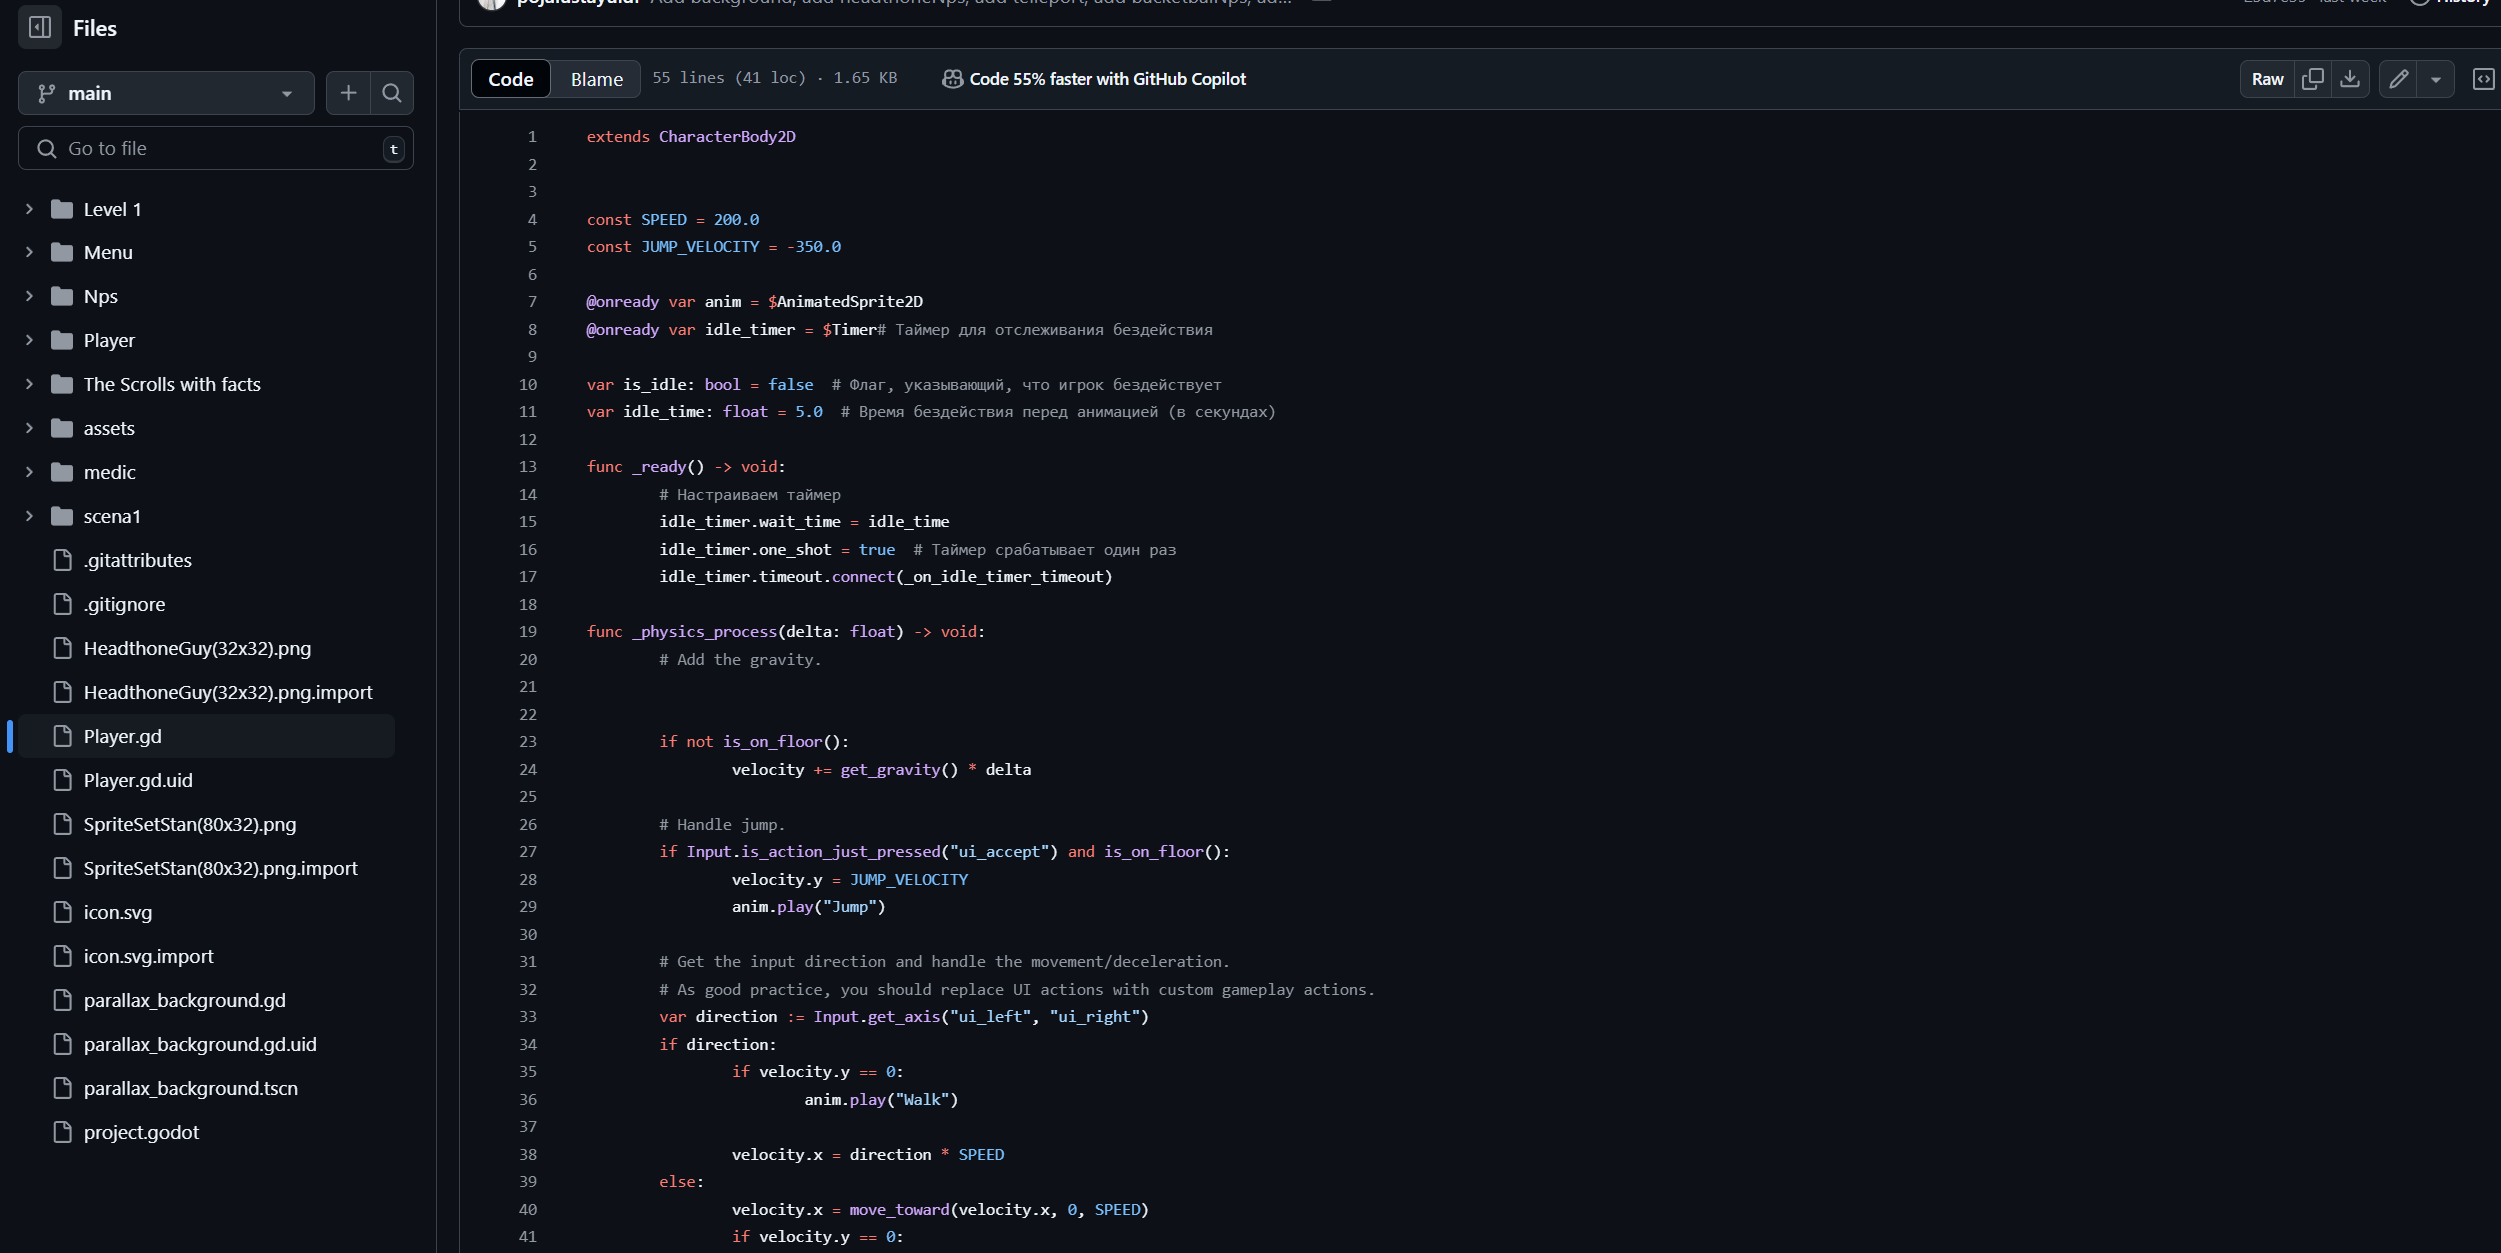 Files
main
Go to file
t
Level 1
Menu
Nps
Player
The Scrolls with facts
assets
medic
scena1
.gitattributes
.gitignore
HeadthoneGuy(32x32).png
HeadthoneGuy(32x32).png.import
Player.gd
Player.gd.uid
SpriteSetStan(80x32).png
SpriteSetStan(80x32).png.import
icon.svg
icon.svg.import
parallax_background.gd
parallax_background.gd.uid
parallax_background.tscn
project.godot
History
Code Blame 55 lines (41 loc) · 1.65 KB Code 55% faster with GitHub Copilot Raw
1 extends CharacterBody2D
2
3
4 const SPEED = 200.0
5 const JUMP_VELOCITY = -350.0
6
7 @onready var anim = $AnimatedSprite2D
8 @onready var idle_timer = $Timer# Таймер для отслеживания бездействия
9
10 var is_idle: bool = false # Флаг, указывающий, что игрок бездействует
11 var idle_time: float = 5.0 # Время бездействия перед анимацией (в секундах)
12
13 func _ready() -> void:
14 # Настраиваем таймер
15 idle_timer.wait_time = idle_time
16 idle_timer.one_shot = true # Таймер срабатывает один раз
17 idle_timer.timeout.connect(_on_idle_timer_timeout)
18
19 func _physics_process(delta: float) -> void:
20 # Add the gravity.
21
22
23 if not is_on_floor():
24 velocity += get_gravity() * delta
25
26 # Handle jump.
27 if Input.is_action_just_pressed("ui_accept") and is_on_floor():
28 velocity.y = JUMP_VELOCITY
29 anim.play("Jump")
30
31 # Get the input direction and handle the movement/deceleration.
32 # As good practice, you should replace UI actions with custom gameplay actions.
33 var direction := Input.get_axis("ui_left", "ui_right")
34 if direction:
35 if velocity.y == 0:
36 anim.play("Walk")
37
38 velocity.x = direction * SPEED
39 else:
40 velocity.x = move_toward(velocity.x, 0, SPEED)
41 if velocity.y == 0: